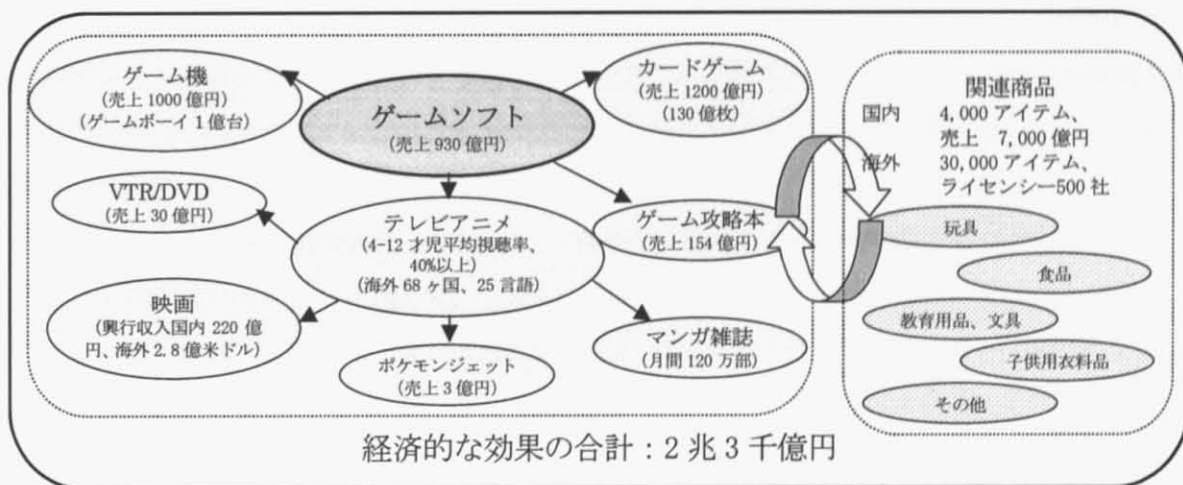 ゲーム機
(売上 1000 億円)
(ゲームボーイ 1 億台)
ゲームソフト
(売上 930 億円)
カードゲーム
(売上 1200 億円)
(130 億枚)
VTR/DVD
(売上 30 億円)
テレビアニメ
(4-12 才児平均視聴率、
40%以上)
(海外 68 ヶ国、25 言語)
ゲーム攻略本
(売上 154 億円)
映画
(興行収入国内 220 億
円、海外 2.8 億米ドル)
ポケモンジェット
(売上 3 億円)
マンガ雑誌
(月間 120 万部)
関連商品
国内 4,000 アイテム、
売上 7,000 億円
海外 30,000 アイテム、
ライセンシー500 社
玩具
食品
教育用品、文具
子供用衣料品
その他
経済的な効果の合計：2 兆 3 千億円